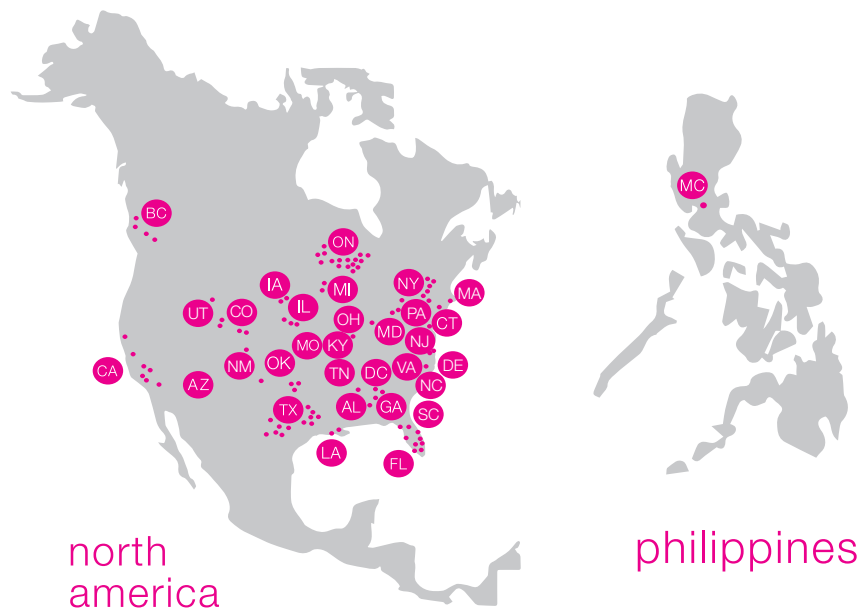 MC
BC
ON
IA
MI
NY
MA
UT
CO
IL
OH
PA
CT
MD
NJ
MO
KY
CA
AZ
NM
OK
TN
DC
VA
DE
NC
TX
AL
GA
SC
LA
FL
north
america
philippines